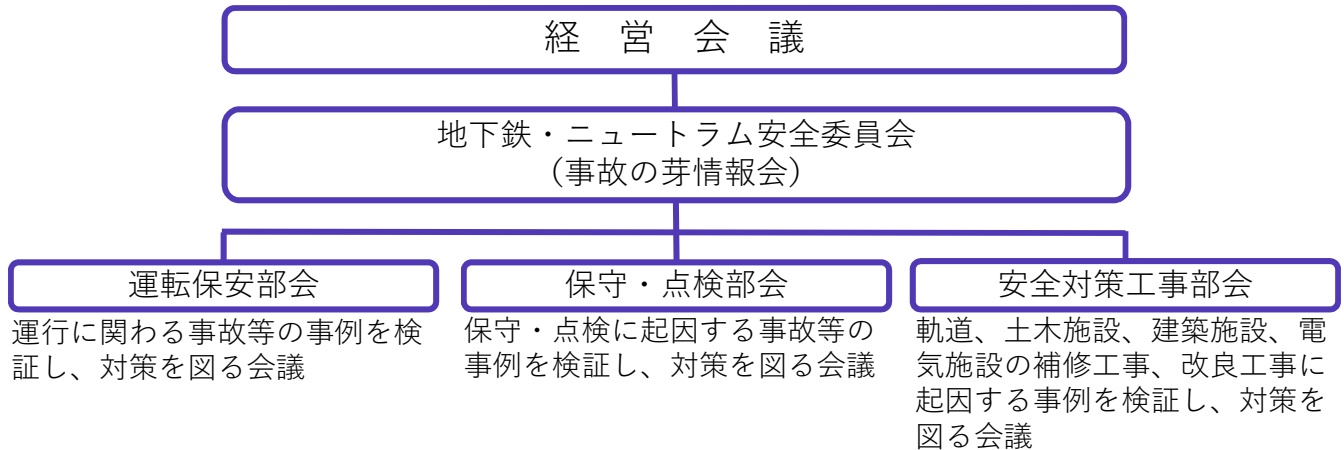 経　営　会　議
地下鉄・ニュートラム安全委員会
（事故の芽情報会）
運転保安部会
運行に関わる事故等の事例を検
証し、対策を図る会議
保守・点検部会
保守・点検に起因する事故等の
事例を検証し、対策を図る会議
安全対策工事部会
軌道、土木施設、建築施設、電
気施設の補修工事、改良工事に
起因する事例を検証し、対策を
図る会議